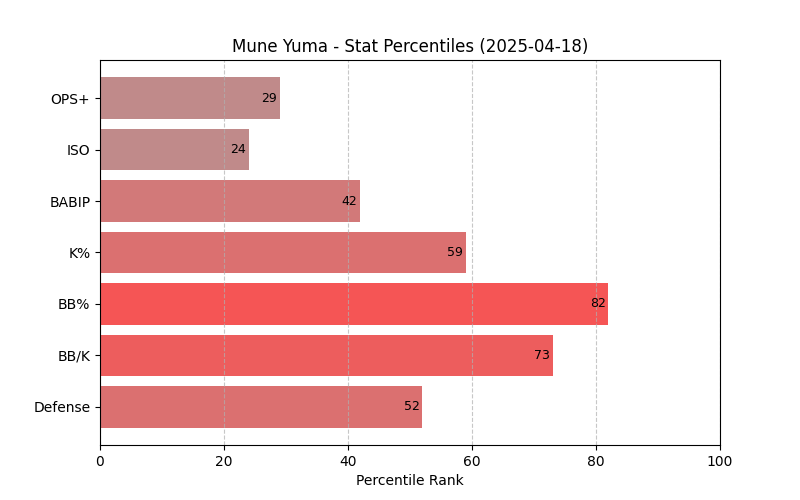 Mune Yuma - Stat Percentiles (2025-04-18)
OPS+ 29
ISO 24
BABIP 42
K% 59
BB% 82
BB/K 73
Defense 52
0 20 40 60 80 100
Percentile Rank